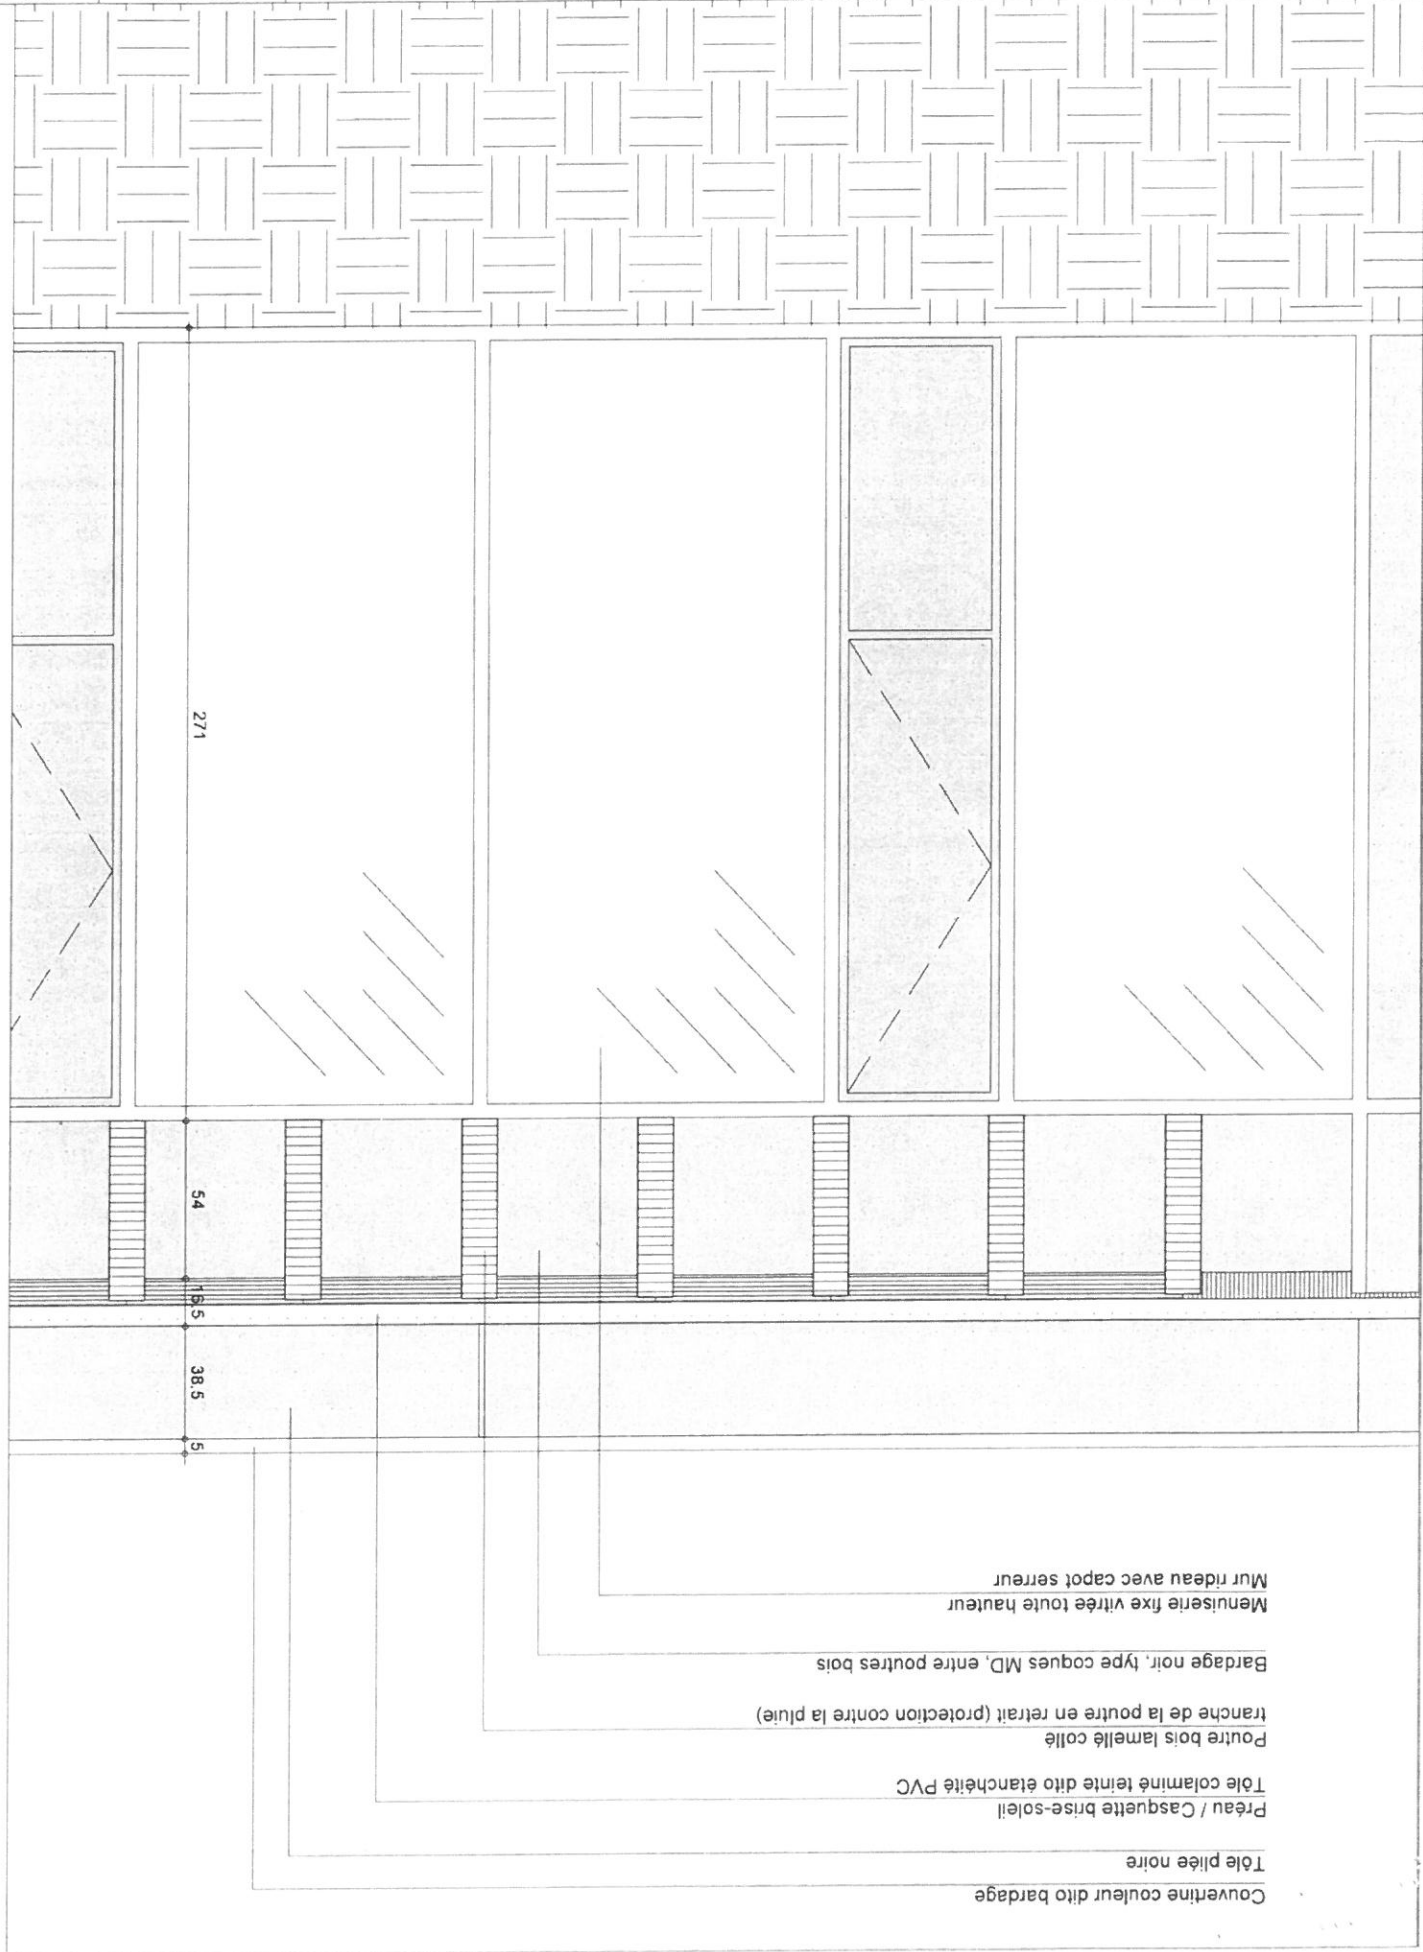 Couvertine couleur dito bardage
Tôle pliée noire
Préau / Casquette brise-soleil
Tôle colaminé teinte dito étanchéité PVC
Poutre bois lamellé collé
tranche de la poutre en retrait (protection contre la pluie)
Bardage noir, type coques MD, entre poutres bois
Menuiserie fixe vitrée toute hauteur
Mur rideau avec capot serreur
5
38.5
16.5
54
271